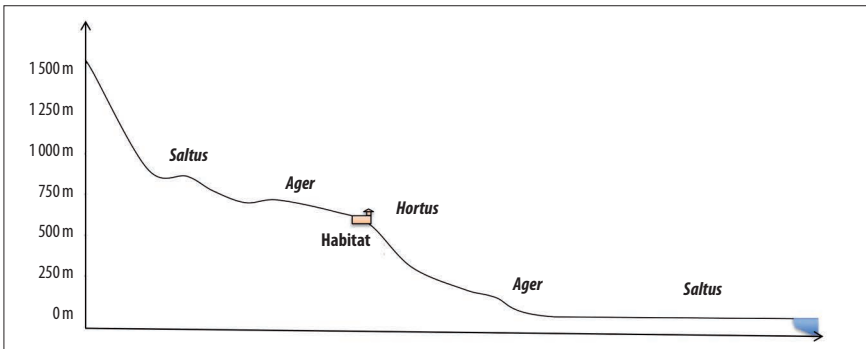 1 500 m
1 250 m
1 000 m
750 m
500 m
250 m
0 m
Saltus
Ager
Hortus
Habitat
Ager
Saltus